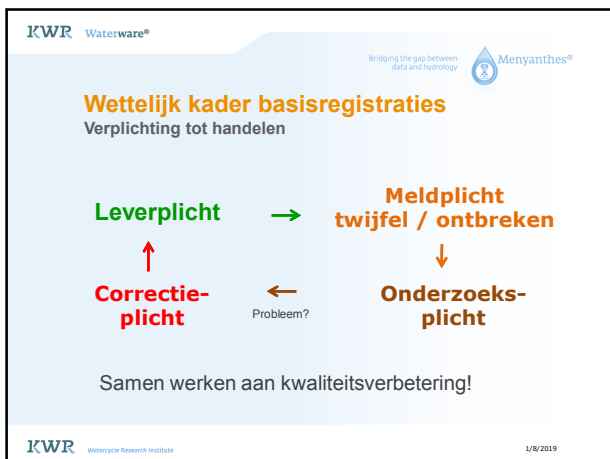 KWR Waterware®
Bridging the gap between
data and hydrology
Menyanthes®
Wettelijk kader basisregistraties
Verplichting tot handelen
Leverplicht
Meldplicht
twijfel / ontbreken
Correctie-
plicht
Probleem?
Onderzoeks-
plicht
Samen werken aan kwaliteitsverbetering!
KWR Watercycle Research Institute
1/8/2019